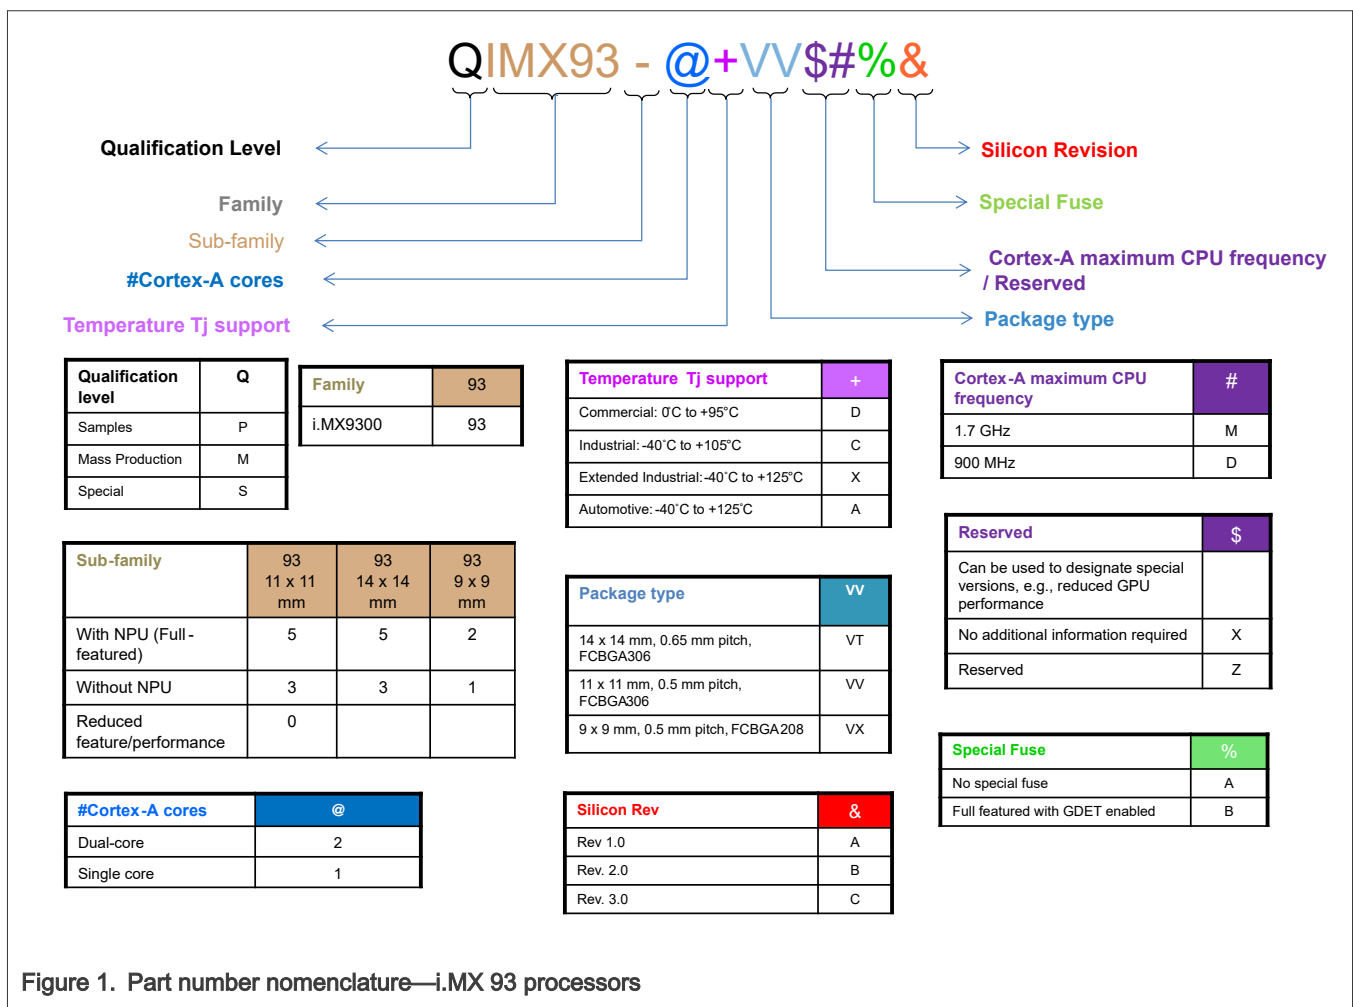 QIMX93 - @+VV$#%&
Qualification Level
Silicon Revision
Family
Special Fuse
Sub-family
#Cortex-A cores
Cortex-A maximum CPU frequency
/ Reserved
Temperature Tj support
Package type
Qualification level Q
Samples P
Mass Production M
Special S
Family 93
i.MX9300 93
Temperature Tj support +
Commercial: 0˚C to +95°C D
Industrial: -40˚C to +105°C C
Extended Industrial: -40˚C to +125°C X
Automotive: -40˚C to +125˚C A
Cortex-A maximum CPU frequency #
1.7 GHz M
900 MHz D
Sub-family 93 11 x 11 mm 93 14 x 14 mm 93 9 x 9 mm
With NPU (Full-featured) 5 5 2
Without NPU 3 3 1
Reduced feature/performance 0
Package type VV
14 x 14 mm, 0.65 mm pitch, FCBGA306 VT
11 x 11 mm, 0.5 mm pitch, FCBGA306 VV
9 x 9 mm, 0.5 mm pitch, FCBGA208 VX
Reserved $
Can be used to designate special versions, e.g., reduced GPU performance
No additional information required X
Reserved Z
#Cortex-A cores @
Dual-core 2
Single core 1
Silicon Rev &
Rev 1.0 A
Rev. 2.0 B
Rev. 3.0 C
Special Fuse %
No special fuse A
Full featured with GDET enabled B
Figure 1. Part number nomenclature—i.MX 93 processors